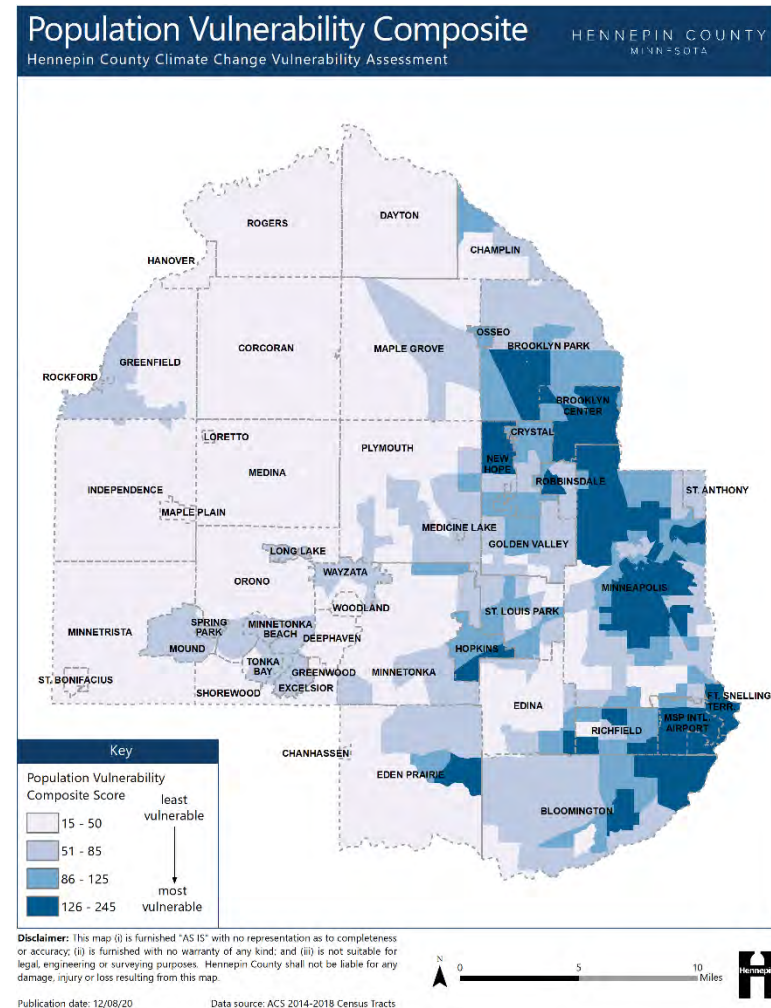 Population Vulnerability Composite
HENNEPIN COUNTY
MINNESOTA
Hennepin County Climate Change Vulnerability Assessment
ROGERS
DAYTON
CHAMPLIN
HANOVER
OSSEO
BROOKLYN PARK
CORCORAN
MAPLE GROVE
GREENFIELD
ROCKFORD
BROOKLYN
CENTER
CRYSTAL
LORETTO
PLYMOUTH
NEW
HOPE
MEDINA
ROBBINSDALE
INDEPENDENCE
ST. ANTHONY
MAPLE PLAIN
MEDICINE LAKE
GOLDEN VALLEY
LONG LAKE
WAYZATA
ORONO
MINNEAPOLIS
WOODLAND
ST. LOUIS PARK
SPRING
PARK
MINNETONKA
BEACH
MINNETRISTA
DEEPHAVEN
MOUND
HOPKINS
TONKA
BAY
GREENWOOD
MINNETONKA
ST. BONIFACIUS
EXCELSIOR
SHOREWOOD
FT. SNELLING
TERR.
EDINA
MSP INTL
AIRPORT
RICHFIELD
CHANHASSEN
EDEN PRAIRIE
BLOOMINGTON
Key
Population Vulnerability
Composite Score
least
vulnerable
15 - 50
51 - 85
86 - 125
126 - 245
most
vulnerable
Disclaimer: This map (i) is furnished "AS IS" with no representation as to completeness
or accuracy; (ii) is furnished with no warranty of any kind; and (iii) is not suitable for
legal, engineering or surveying purposes. Hennepin County shall not be liable for any
damage, injury or loss resulting from this map.
Publication date: 12/08/20
Data source: ACS 2014-2018 Census Tracts
N
0
5
10
Miles
Hennepi